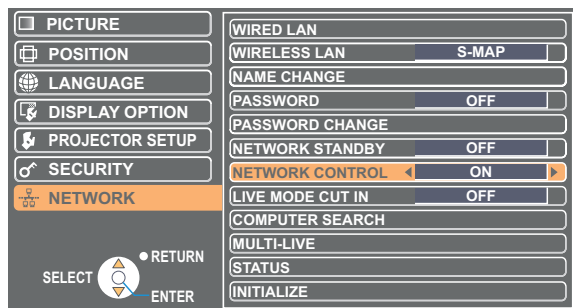 PICTURE
POSITION
LANGUAGE
DISPLAY OPTION
PROJECTOR SETUP
SECURITY
NETWORK
RETURN
SELECT
ENTER
WIRED LAN
WIRELESS LAN S-MAP
NAME CHANGE
PASSWORD OFF
PASSWORD CHANGE
NETWORK STANDBY OFF
NETWORK CONTROL ON
LIVE MODE CUT IN OFF
COMPUTER SEARCH
MULTI-LIVE
STATUS
INITIALIZE